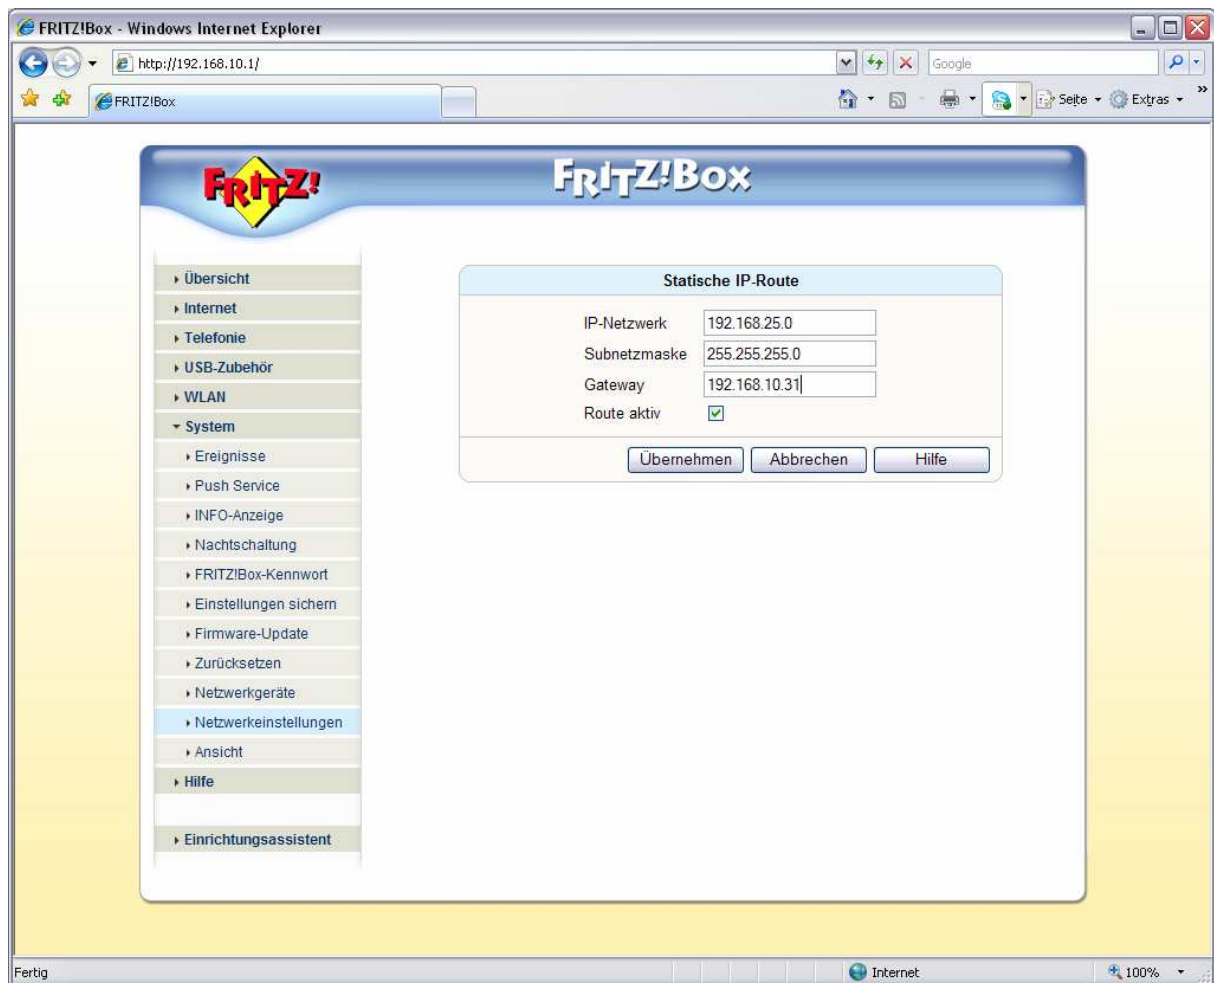 FRITZ!Box - Windows Internet Explorer
http://192.168.10.1/
Google
FRITZ!Box
Seite
Extras
FRITZ!
FRITZ!Box
Übersicht
Internet
Telefonie
USB-Zubehör
WLAN
System
Ereignisse
Push Service
INFO-Anzeige
Nachtschaltung
FRITZ!Box-Kennwort
Einstellungen sichern
Firmware-Update
Zurücksetzen
Netzwerkgeräte
Netzwerkeinstellungen
Ansicht
Hilfe
Einrichtungsassistent
Statische IP-Route
IP-Netzwerk 192.168.25.0
Subnetzmaske 255.255.255.0
Gateway 192.168.10.31
Route aktiv
Übernehmen Abbrechen Hilfe
Fertig
Internet
100%